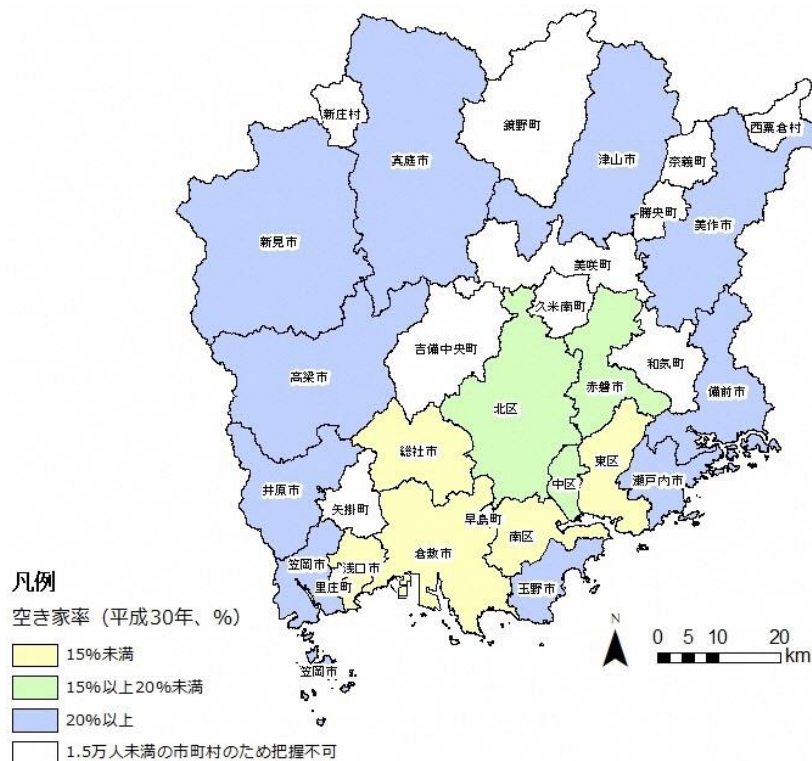 新庄村
鏡野町
西粟倉村
真庭市
津山市
奈義町
勝央町
美作市
新見市
美咲町
久米南町
吉備中央町
和気町
高梁市
赤磐市
備前市
北区
総社市
東区
中区
瀬戸内市
井原市
矢掛町
早島町
南区
倉敷市
笠岡市
浅口市
里庄町
玉野市
笠岡市
凡例
空き家率（平成30年、%）
15%未満
15%以上20%未満
20%以上
1.5万人未満の市町村のため把握不可
N
0 5 10 20
km